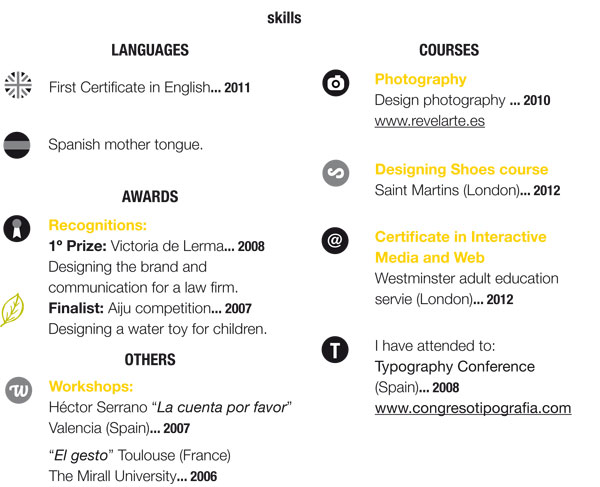 skills
LANGUAGES
First Certificate in English... 2011
Spanish mother tongue.
AWARDS
Recognitions:
1º Prize: Victoria de Lerma... 2008
Designing the brand and
communication for a law firm.
Finalist: Aiju competition... 2007
Designing a water toy for children.
OTHERS
w
Workshops:
Héctor Serrano “La cuenta por favor”
Valencia (Spain)... 2007
“El gesto” Toulouse (France)
The Mirall University... 2006
COURSES
Photography
Design photography ... 2010
www.revelarte.es
S
Designing Shoes course
Saint Martins (London)... 2012
@
Certificate in Interactive
Media and Web
Westminster adult education
servie (London)... 2012
T
I have attended to:
Typography Conference
(Spain)... 2008
www.congresotipografia.com